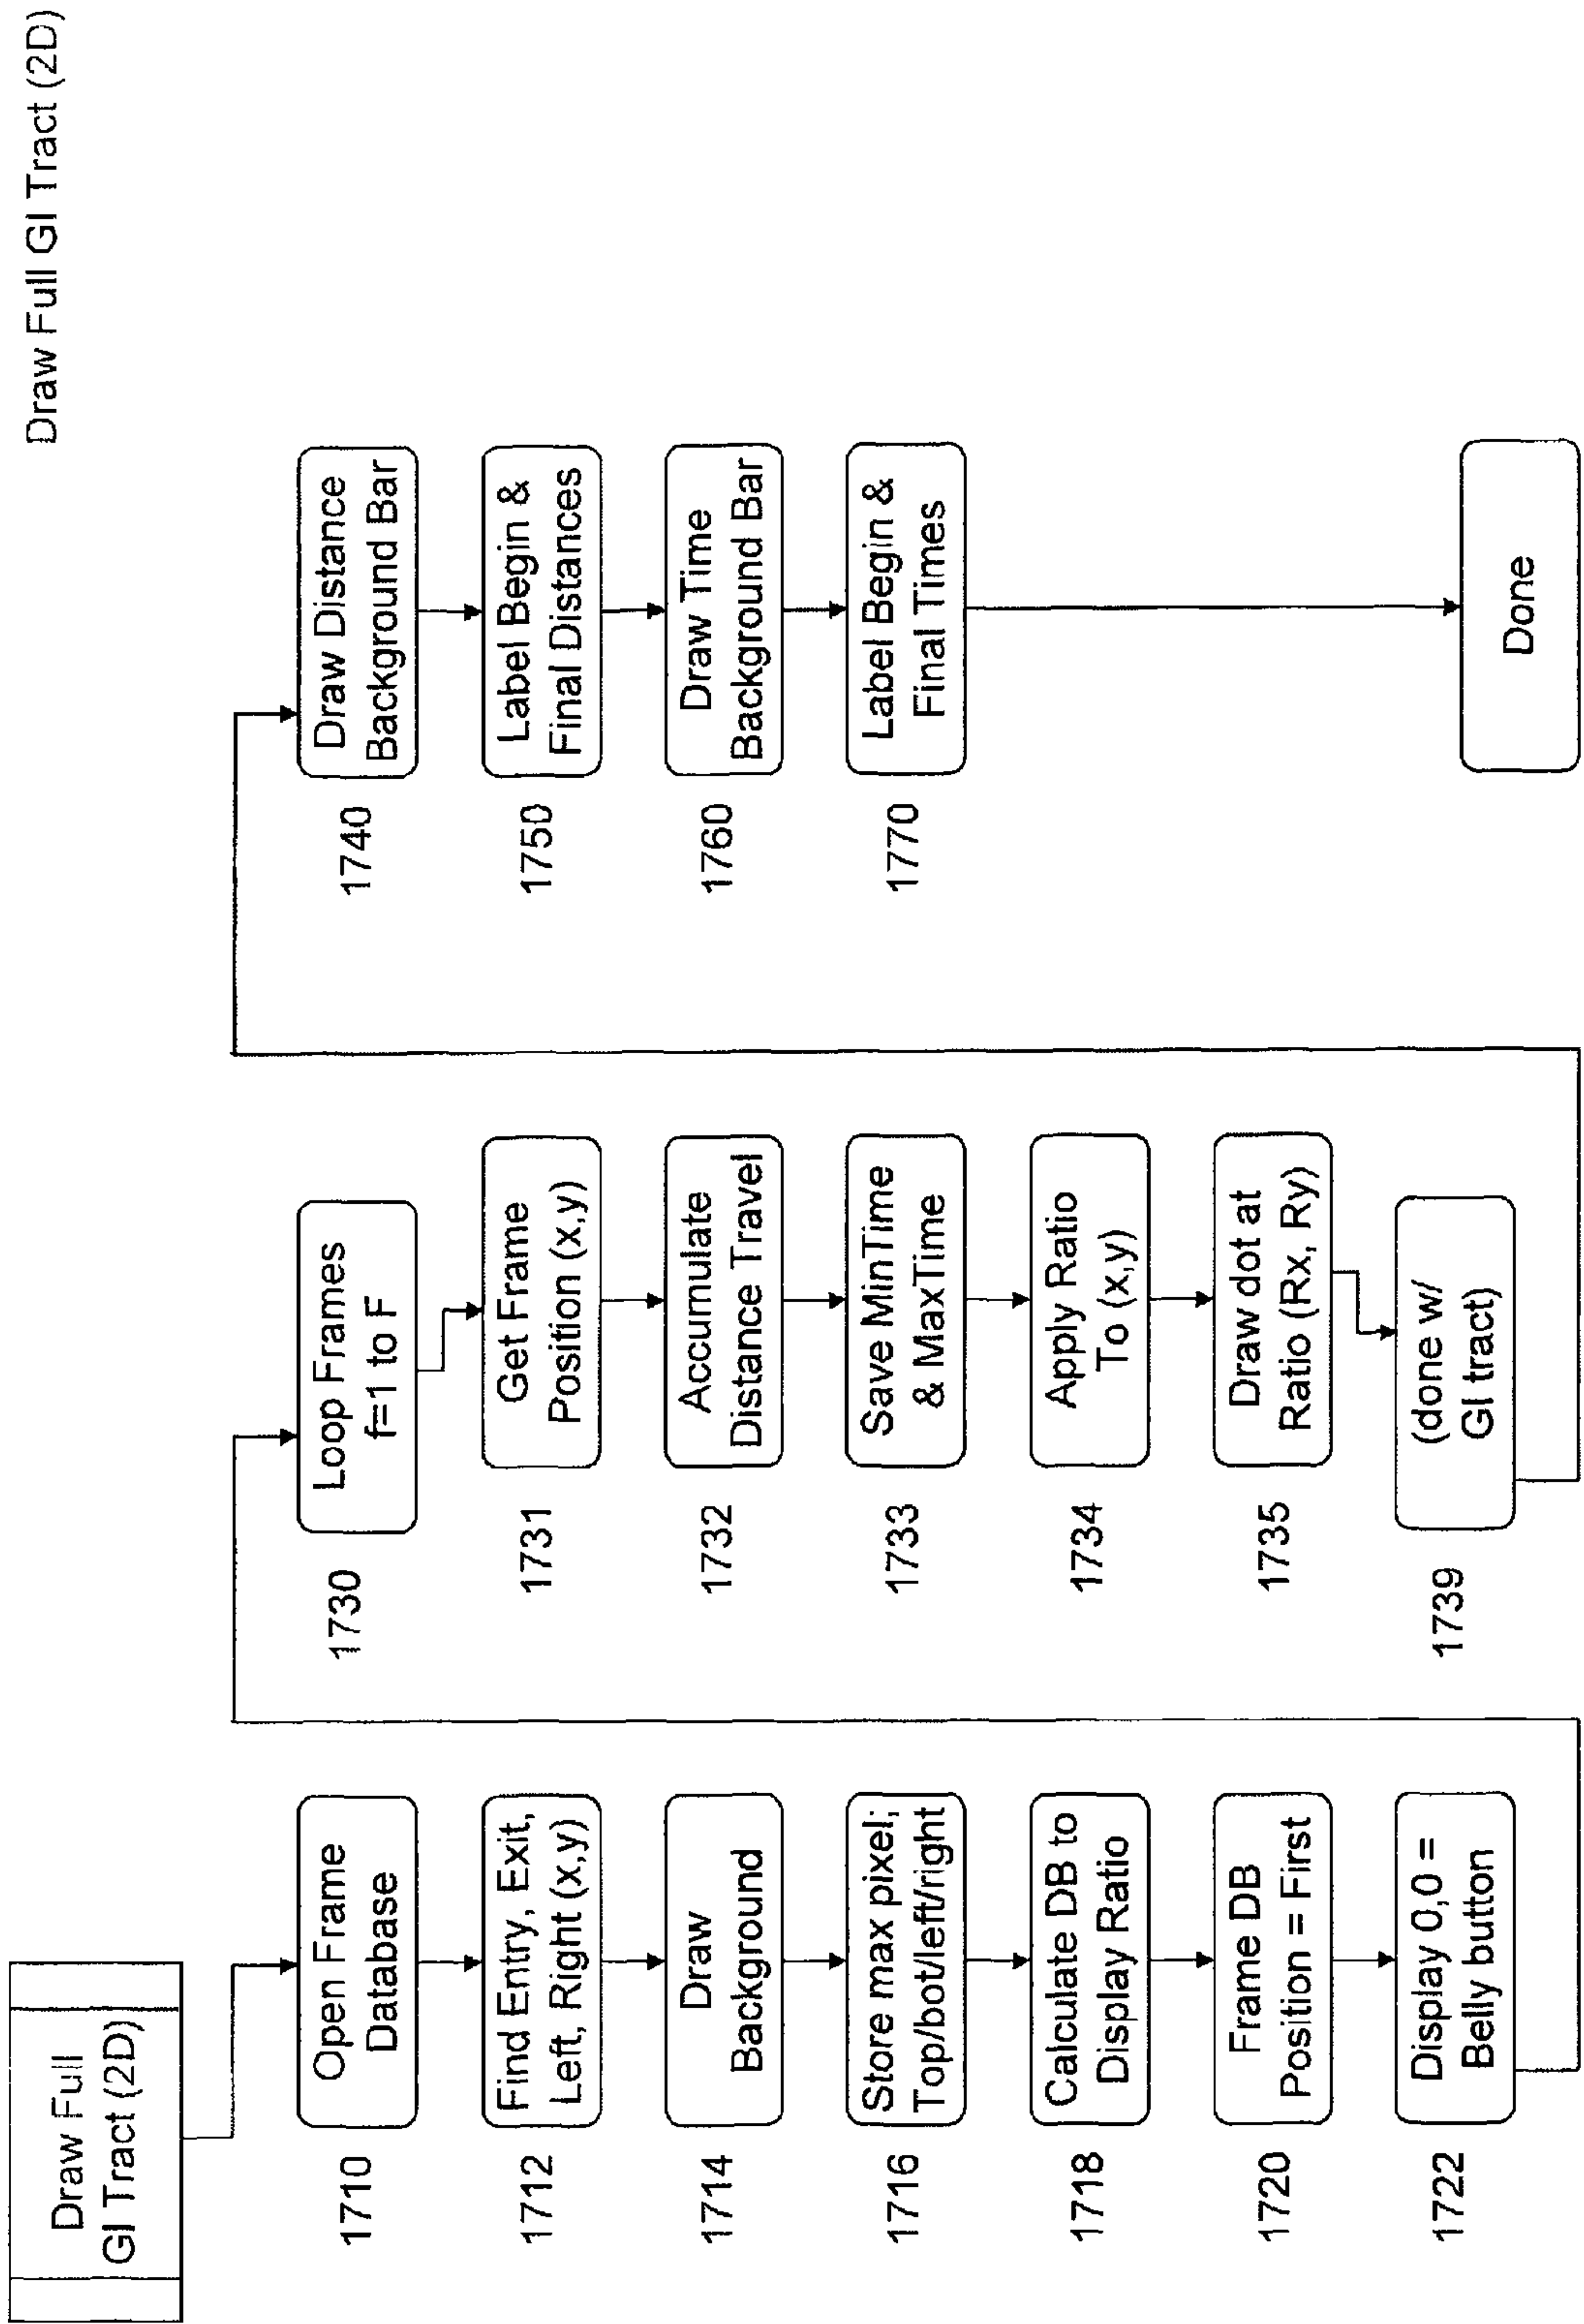 Draw Full GI Tract (2D)
Draw Full
GI Tract (2D)
1710
Open Frame
Database
1712
Find Entry, Exit,
Left, Right (x,y)
1714
Draw
Background
1716
Store max pixel;
Top/bot/left/right
1718
Calculate DB to
Display Ratio
1720
Frame DB
Position = First
1722
Display 0,0 =
Belly button
1730
Loop Frames
f=1 to F
1731
Get Frame
Position (x,y)
1732
Accumulate
Distance Travel
1733
Save MinTime
& MaxTime
1734
Apply Ratio
To (x,y)
1735
Draw dot at
Ratio (Rx, Ry)
1739
(done w/
GI tract)
1740
Draw Distance
Background Bar
1750
Label Begin &
Final Distances
1760
Draw Time
Background Bar
1770
Label Begin &
Final Times
Done